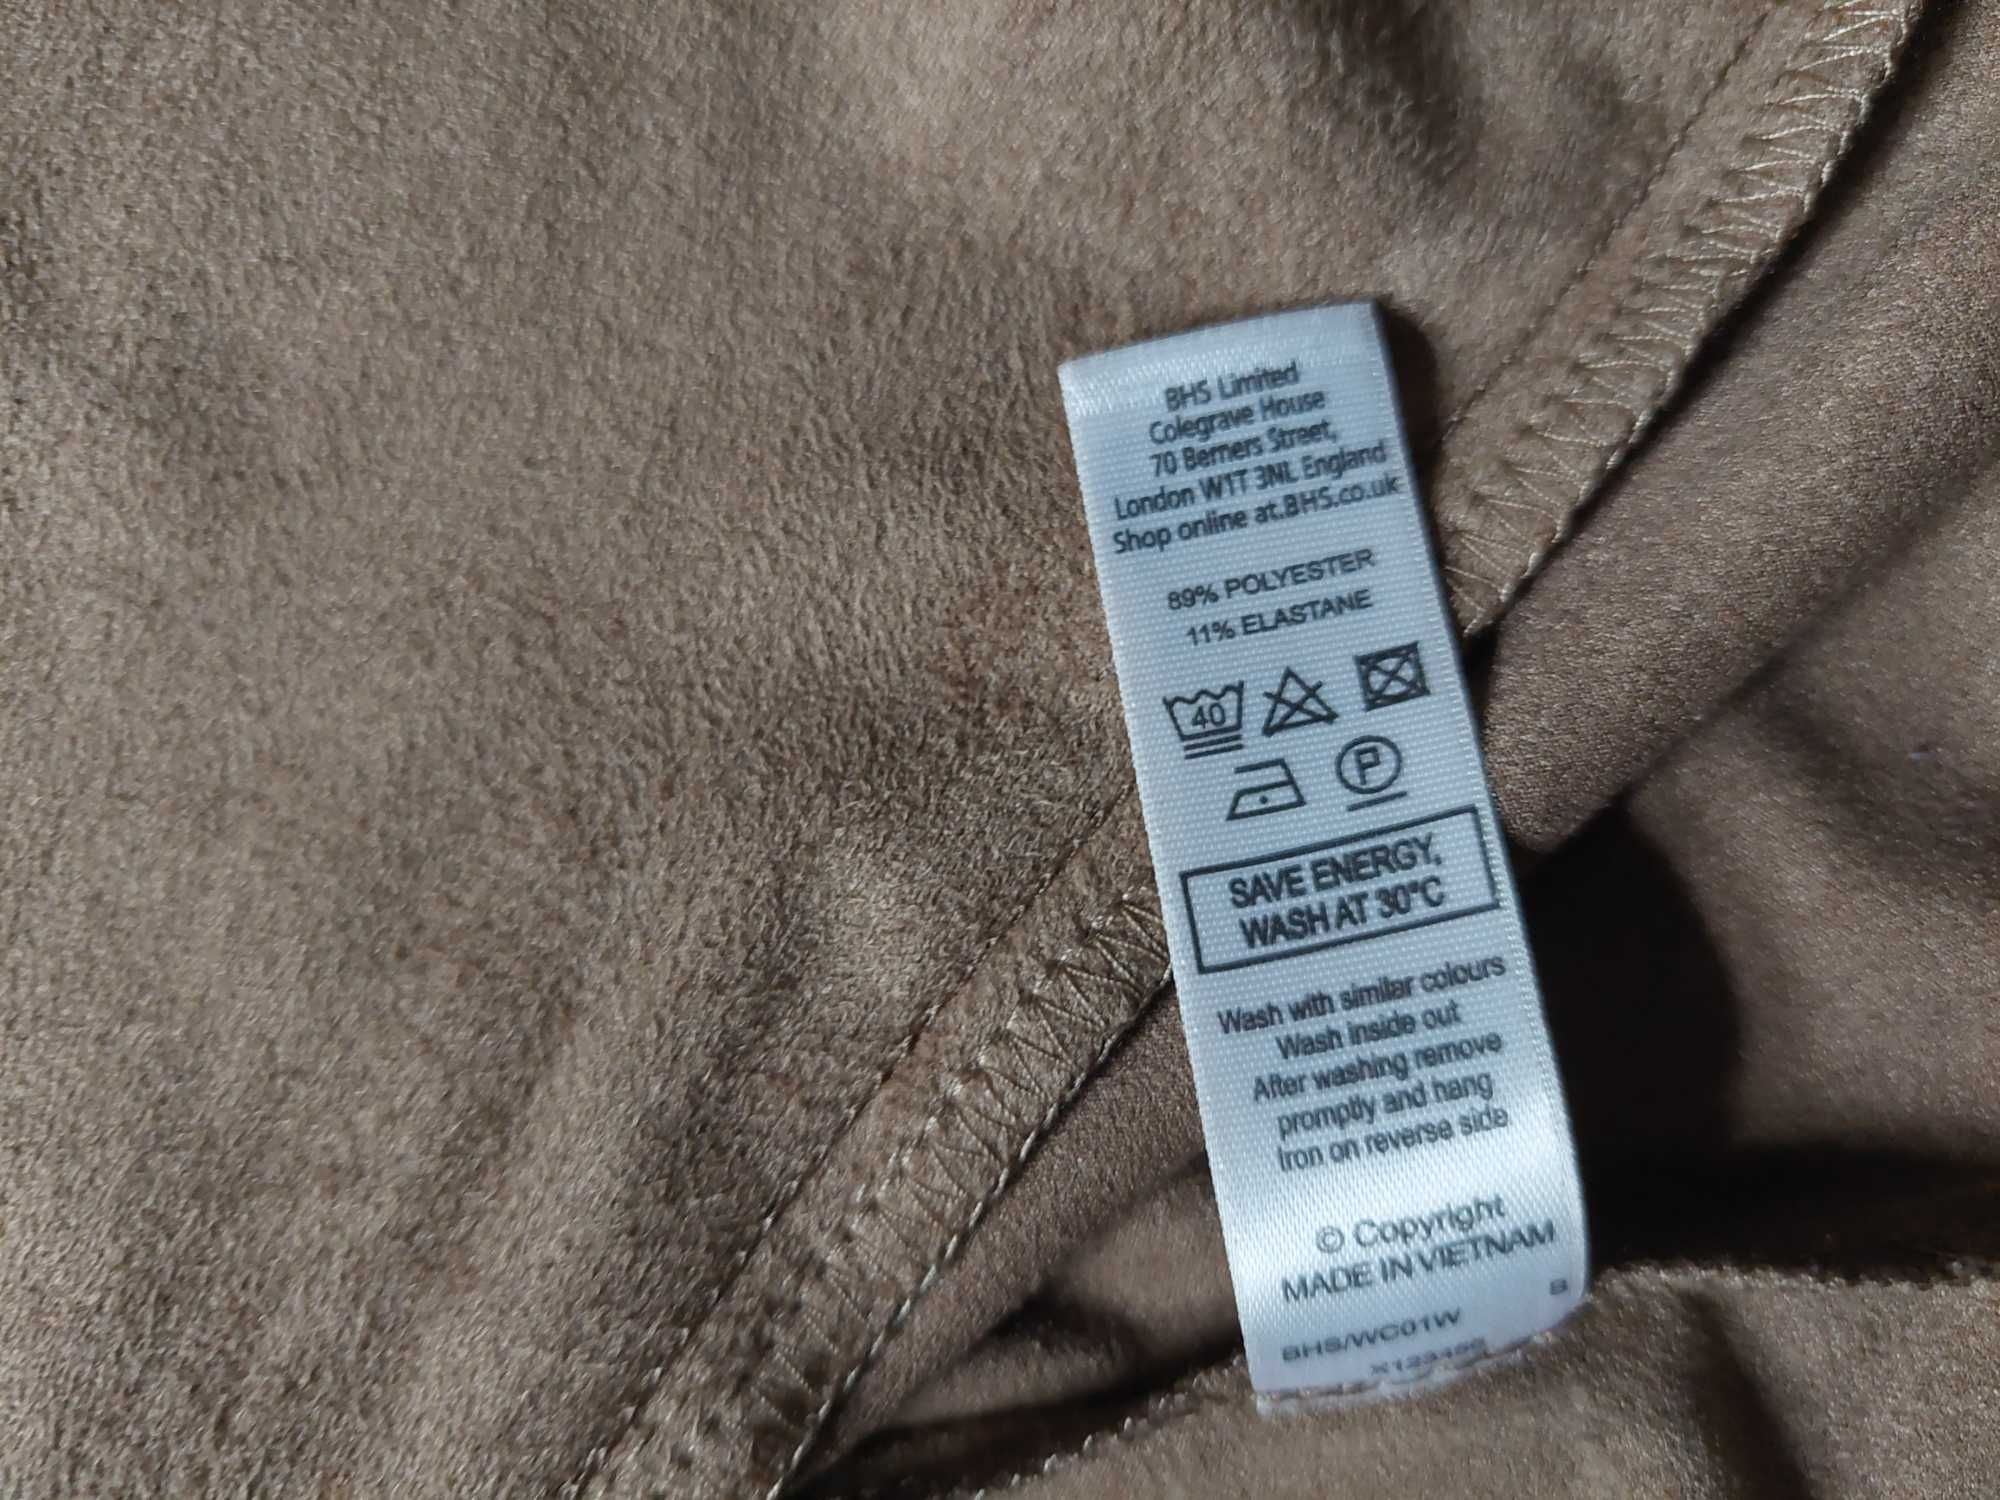 BHS Limited
Colegrave House
70 Berners Street,
London W1T 3NL England
Shop online at.BHS.co.uk
89% POLYESTER
11% ELASTANE
40
P
SAVE ENERGY,
WASH AT 30°C
Wash with similar colours
Wash inside out
After washing remove
promptly and hang
Iron on reverse side
© Copyright
MADE IN VIETNAM
B
BHS/WC01W